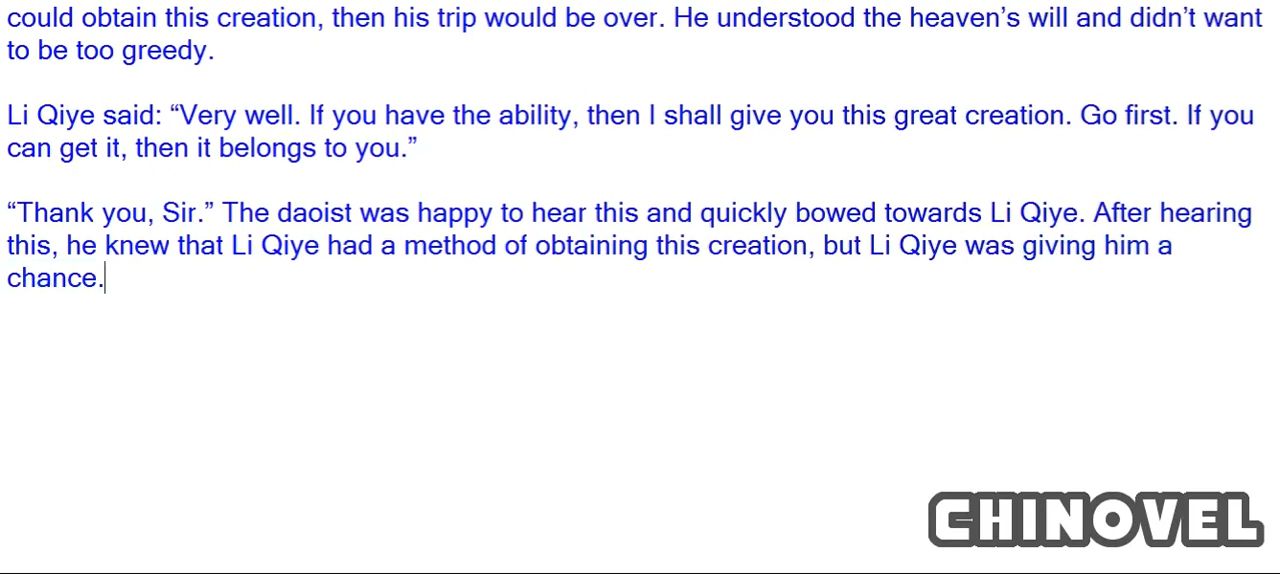 could obtain this creation, then his trip would be over. He understood the heaven’s will and didn’t want
to be too greedy.
Li Qiye said: “Very well. If you have the ability, then I shall give you this great creation. Go first. If you
can get it, then it belongs to you.”
“Thank you, Sir.” The daoist was happy to hear this and quickly bowed towards Li Qiye. After hearing
this, he knew that Li Qiye had a method of obtaining this creation, but Li Qiye was giving him a
chance.
CHINOVEL